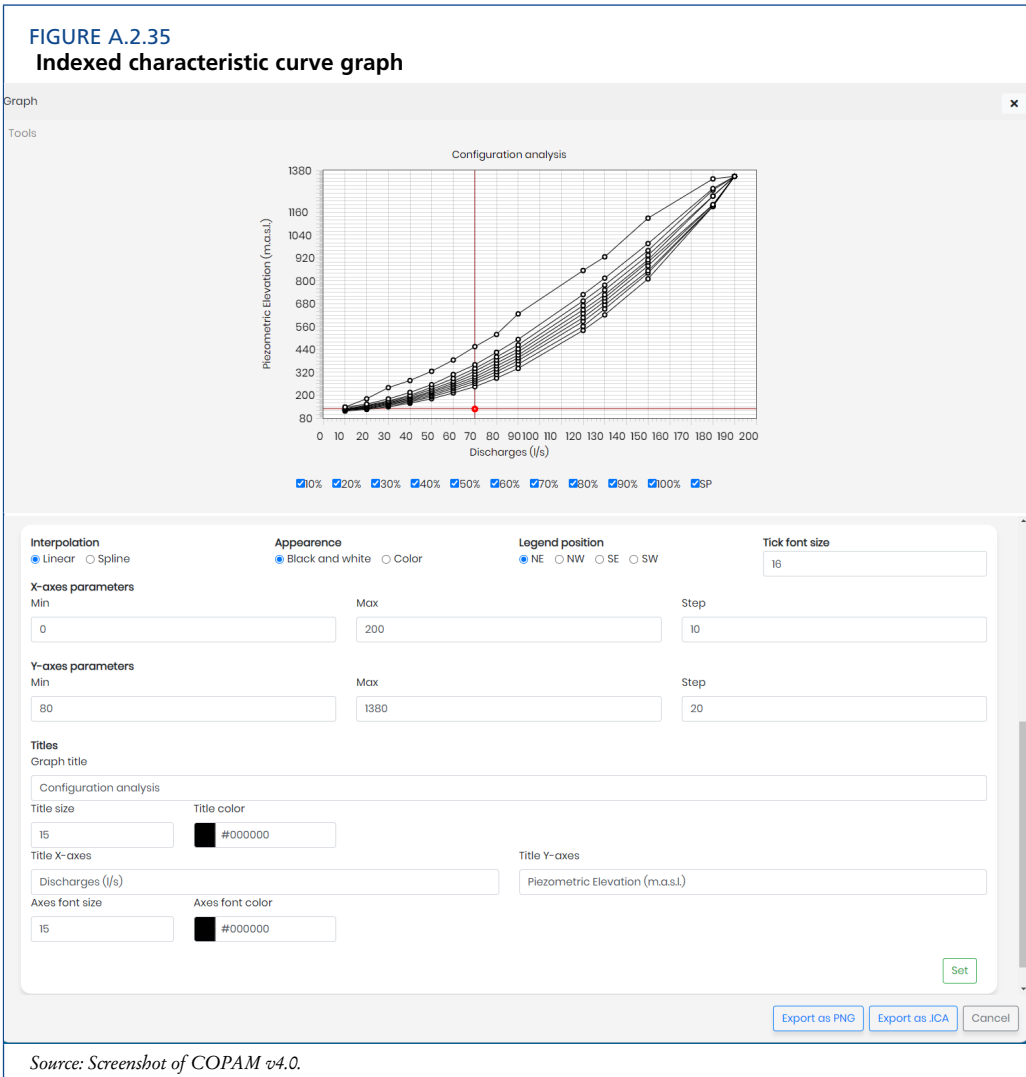 FIGURE A.2.35
Indexed characteristic curve graph
Graph
×
Tools
Configuration analysis
Piezometric Elevation (m.a.s.l.)
1380
1160
1040
920
800
680
560
440
320
200
80
0 10 20 30 40 50 60 70 80 90 100 110 120 130 140 150 160 170 180 190 200
Discharges (l/s)
10% 20% 30% 40% 50% 60% 70% 80% 90% 100% SP
Interpolation Appearence Legend position Tick font size
Linear Spline Black and white Color NE NW SE SW 16
X-axes parameters
Min Max Step
0 200 10
Y-axes parameters
Min Max Step
80 1380 20
Titles
Graph title
Configuration analysis
Title size Title color
15 #000000
Title X-axes Title Y-axes
Discharges (l/s) Piezometric Elevation (m.a.s.l.)
Axes font size Axes font color
15 #000000
Set
Export as PNG Export as .ICA Cancel
Source: Screenshot of COPAM v4.0.